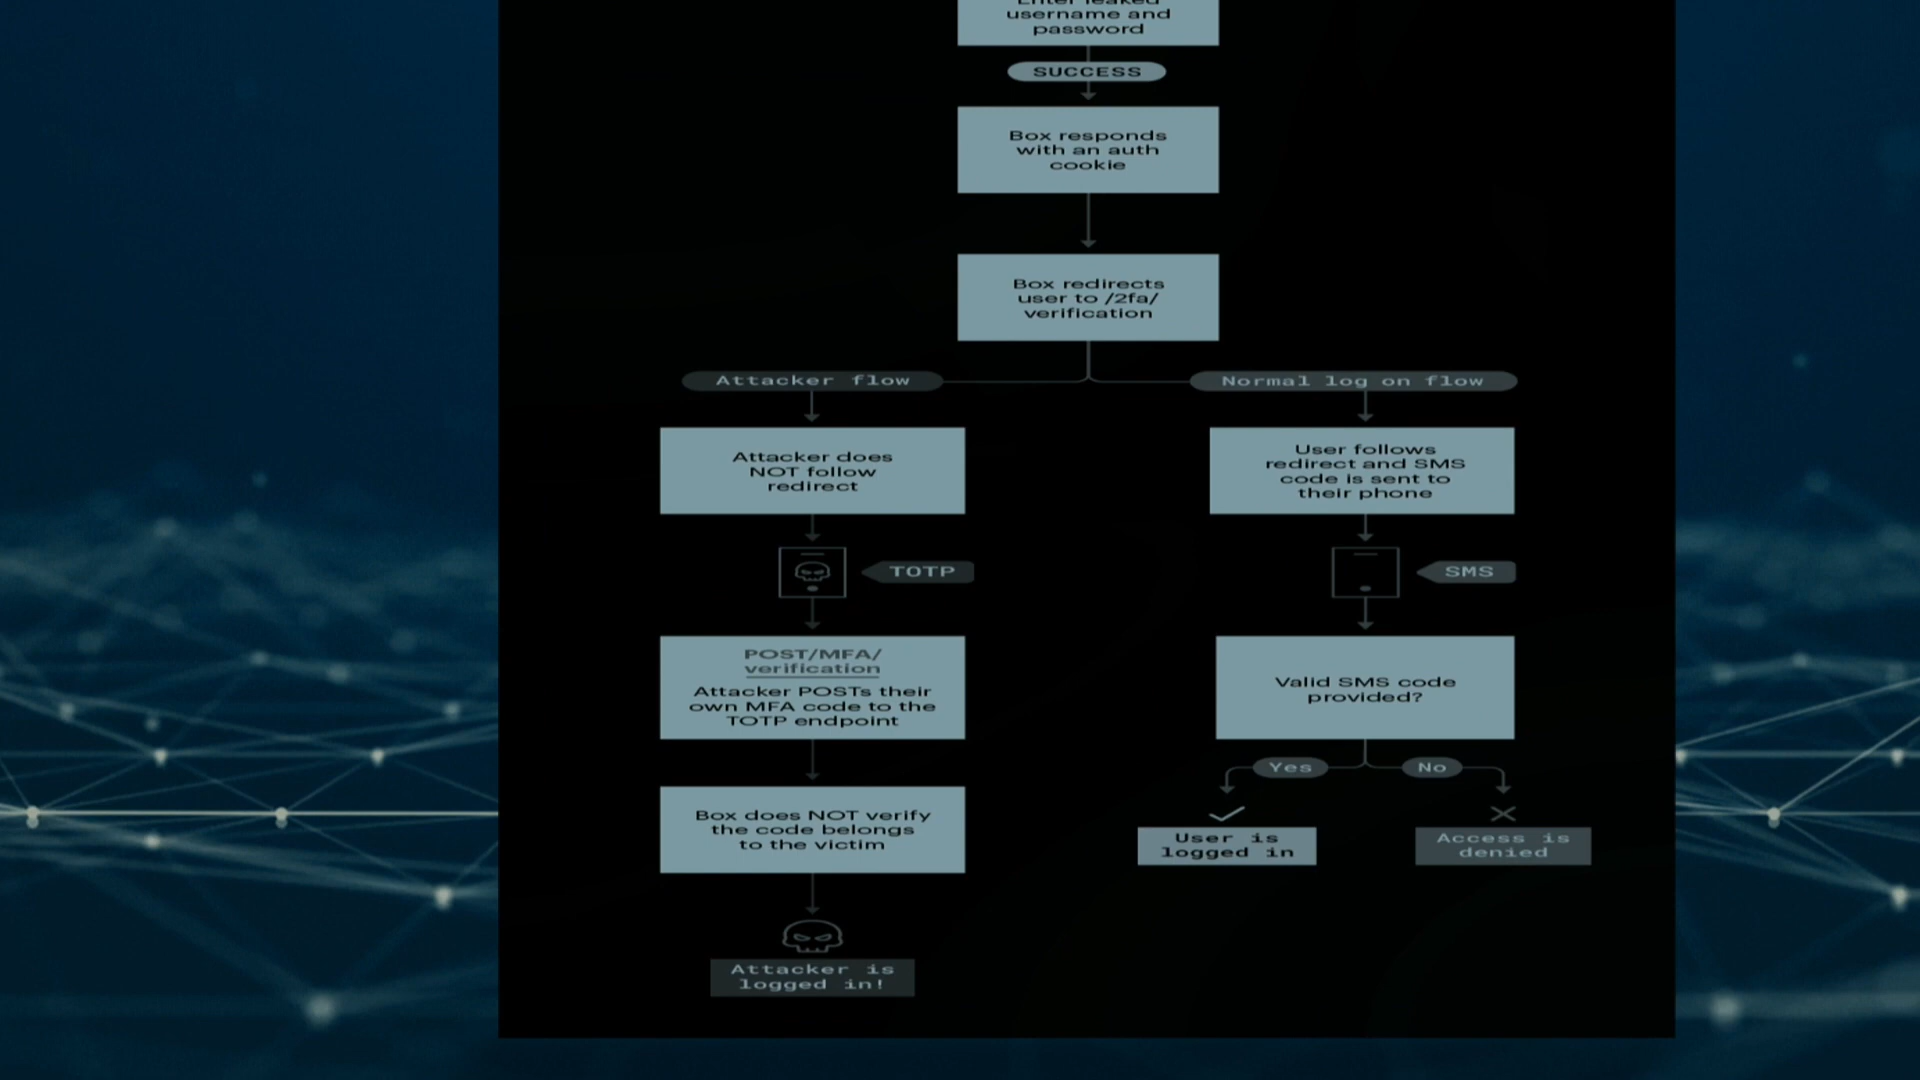 Enter leaked
username and
password
SUCCESS
Box responds
with an auth
cookie
Box redirects
user to /2fa/
verification
Attacker flow
Normal log on flow
Attacker does
NOT follow
redirect
User follows
redirect and SMS
code is sent to
their phone
TOTP
SMS
POST/MFA/
verification
Attacker POSTs their
own MFA code to the
TOTP endpoint
Valid SMS code
provided?
Yes
No
Box does NOT verify
the code belongs
to the victim
User is
logged in
Access is
denied
Attacker is
logged in!